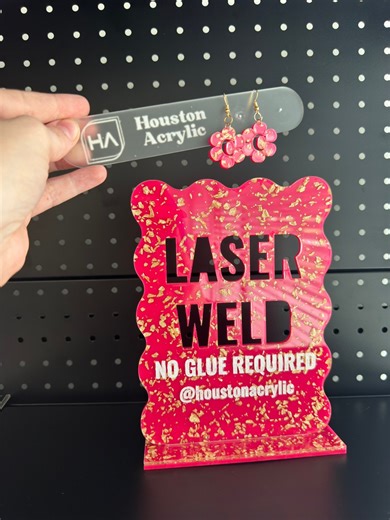 HA
Houston
Acrylic
LASER
WELD
NO GLUE REQUIRED
@houstonacrylic